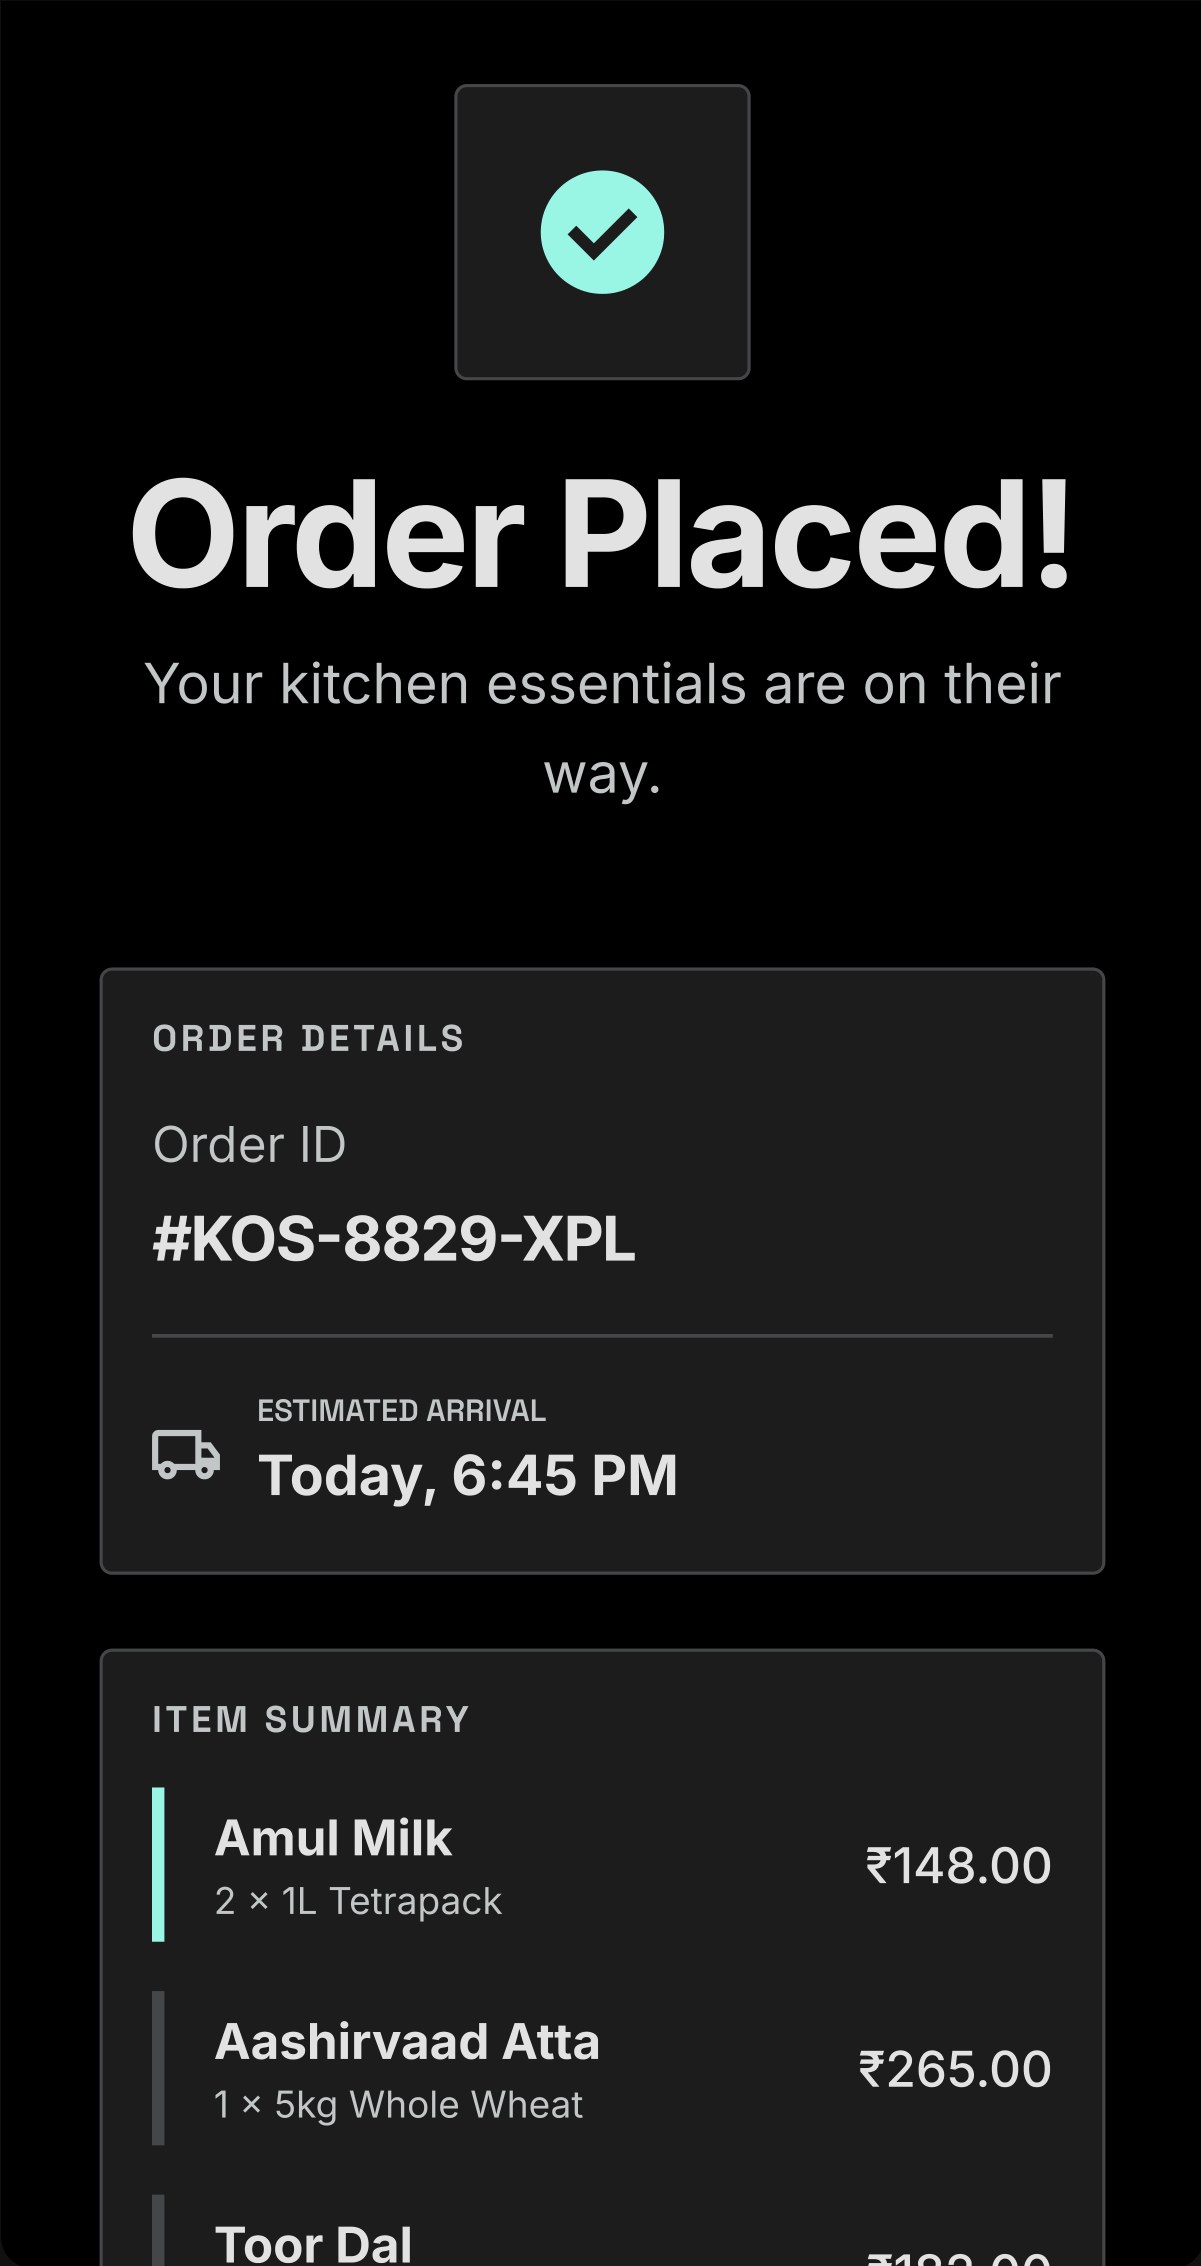 Order Placed!
Your kitchen essentials are on their
way.
ORDER DETAILS
Order ID
#KOS-8829-XPL
ESTIMATED ARRIVAL
Today, 6:45 PM
ITEM SUMMARY
Amul Milk
₹148.00
2 × 1L Tetrapack
Aashirvaad Atta
₹265.00
1 × 5kg Whole Wheat
Toor Dal